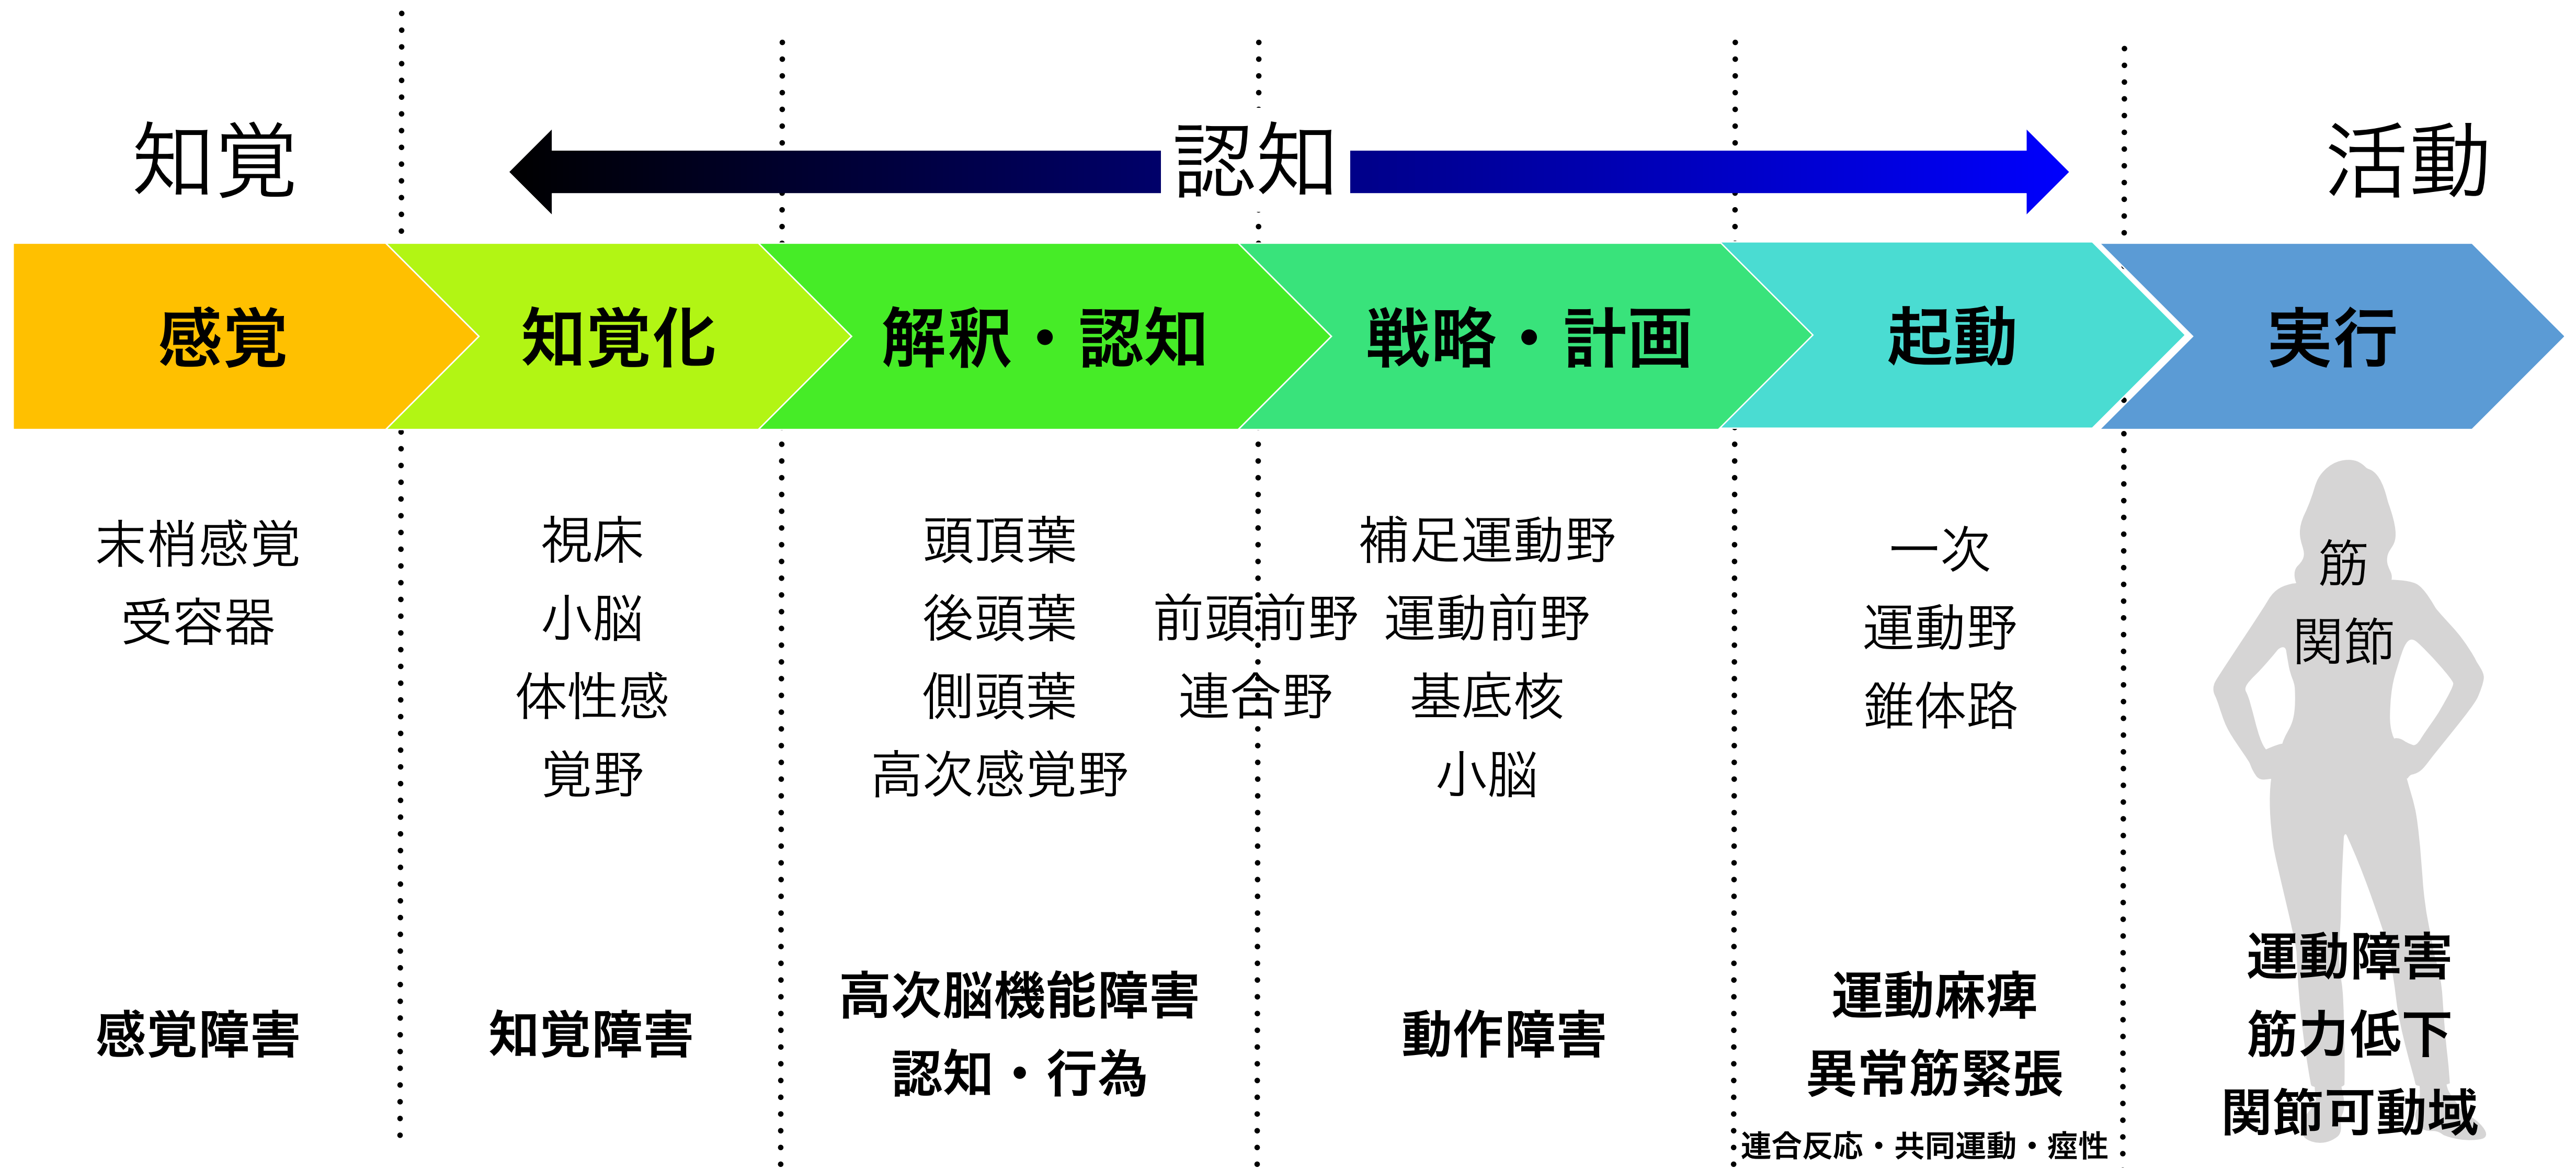 知覚
認知
活動
感覚
知覚化
解釈・認知
戦略・計画
起動
実行
末梢感覚
受容器
視床
小脳
体性感
覚野
頭頂葉
後頭葉
側頭葉
高次感覚野
前頭前野
連合野
補足運動野
運動前野
基底核
小脳
一次
運動野
錐体路
筋
関節
感覚障害
知覚障害
高次脳機能障害
認知・行為
動作障害
運動麻痺
異常筋緊張
連合反応・共同運動・痙性
運動障害
筋力低下
関節可動域